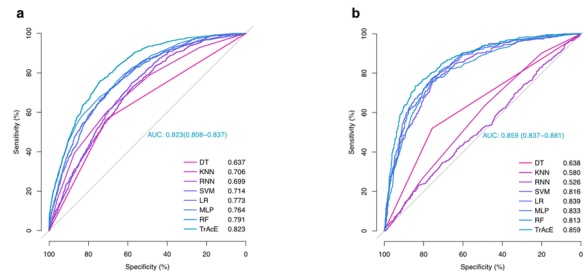 a
Sensitivity (%)
100
80
60
40
20
0
AUC: 0.823(0.808–0.837)
DT 0.637
KNN 0.706
RNN 0.699
SVM 0.714
LR 0.773
MLP 0.764
RF 0.791
TrAcE 0.823
100 80 60 40 20 0
Specificity (%)
b
Sensitivity (%)
100
80
60
40
20
0
AUC: 0.859 (0.837–0.881)
DT 0.638
KNN 0.580
RNN 0.526
SVM 0.816
LR 0.839
MLP 0.833
RF 0.813
TrAcE 0.859
100 80 60 40 20 0
Specificity (%)